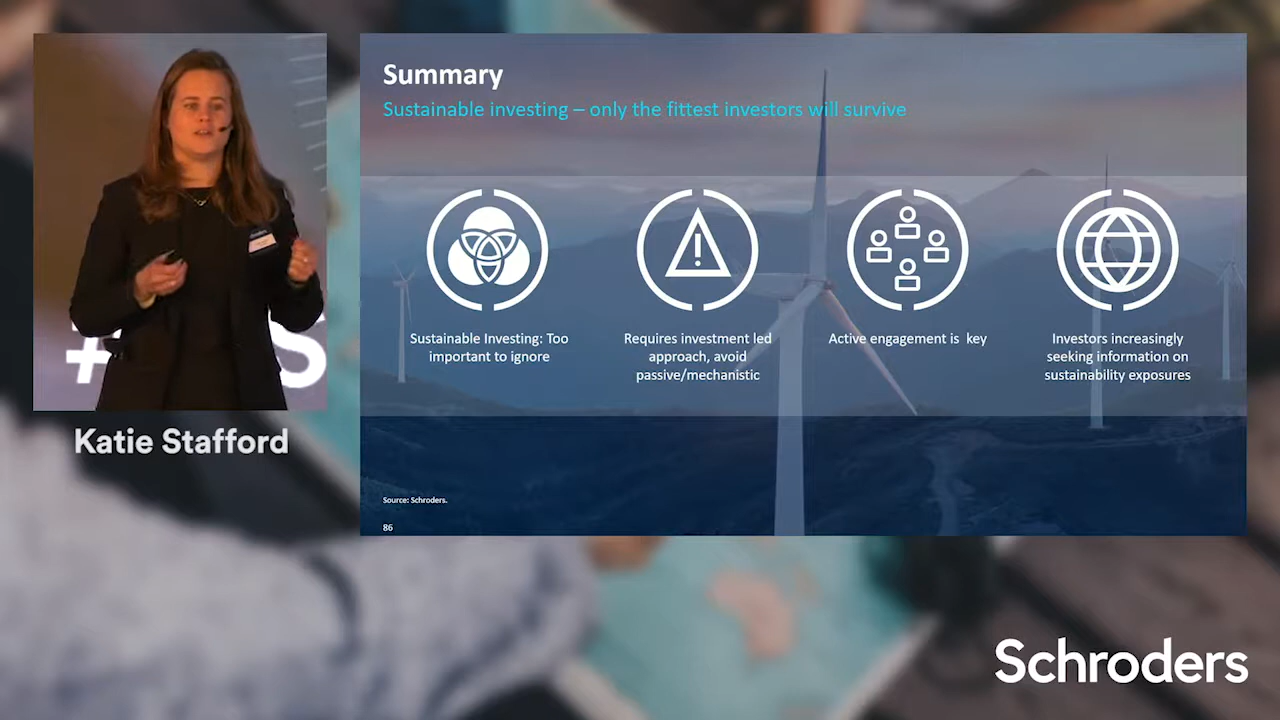 Summary
Sustainable investing – only the fittest investors will survive
Sustainable Investing: Too
important to ignore
Requires investment led
approach, avoid
passive/mechanistic
Active engagement is key
Investors increasingly
seeking information on
sustainability exposures
Source: Schroders.
86
#
S
Katie Stafford
Schroders